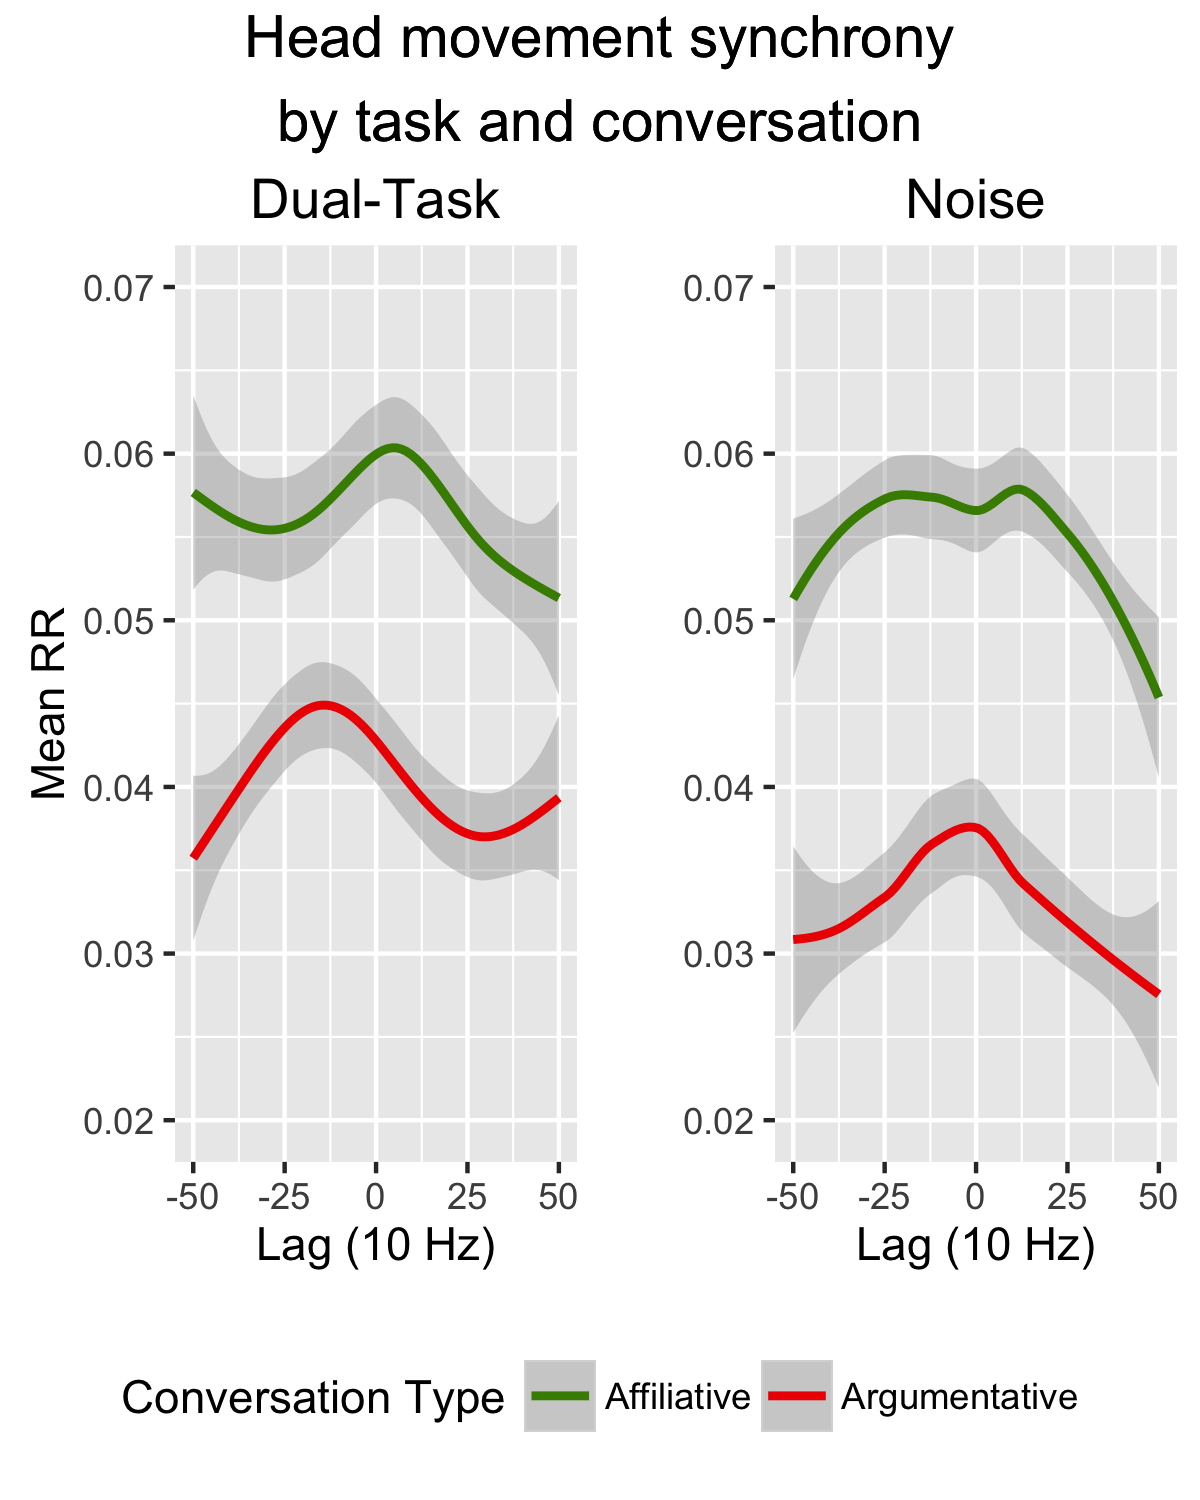 Head movement synchrony
by task and conversation
Dual-Task
Noise
Mean RR
0.07
0.06
0.05
0.04
0.03
0.02
-50 -25 0 25 50
Lag (10 Hz)
0.07
0.06
0.05
0.04
0.03
0.02
-50 -25 0 25 50
Lag (10 Hz)
Conversation Type Affiliative Argumentative